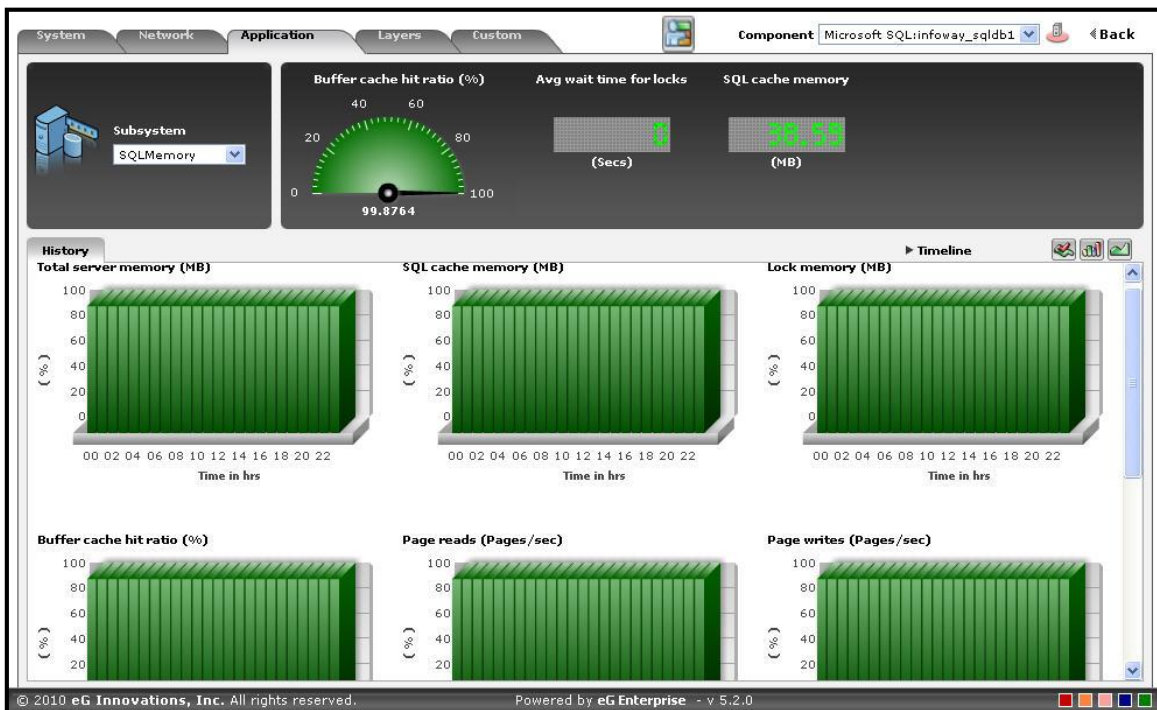 System Network Application Layers Custom Component Microsoft SQL:infoway_sqldb1 Back
Buffer cache hit ratio (%) Avg wait time for locks SQL cache memory
40 60
Subsystem
20 80 0 38.59
SQLMemory
(Secs) (MB)
0 100
99.8764
History Timeline
Total server memory (MB) SQL cache memory (MB) Lock memory (MB)
100 100 100
80 80 80
60 60 60
40 40 40
(%) (%) (%)
20 20 20
0 0 0
00 02 04 06 08 10 12 14 16 18 20 22 00 02 04 06 08 10 12 14 16 18 20 22 00 02 04 06 08 10 12 14 16 18 20 22
Time in hrs Time in hrs Time in hrs
Buffer cache hit ratio (%) Page reads (Pages/sec) Page writes (Pages/sec)
100 100 100
80 80 80
60 60 60
40 40 40
(%) (%) (%)
20 20 20
© 2010 eG Innovations, Inc. All rights reserved. Powered by eG Enterprise - v 5.2.0